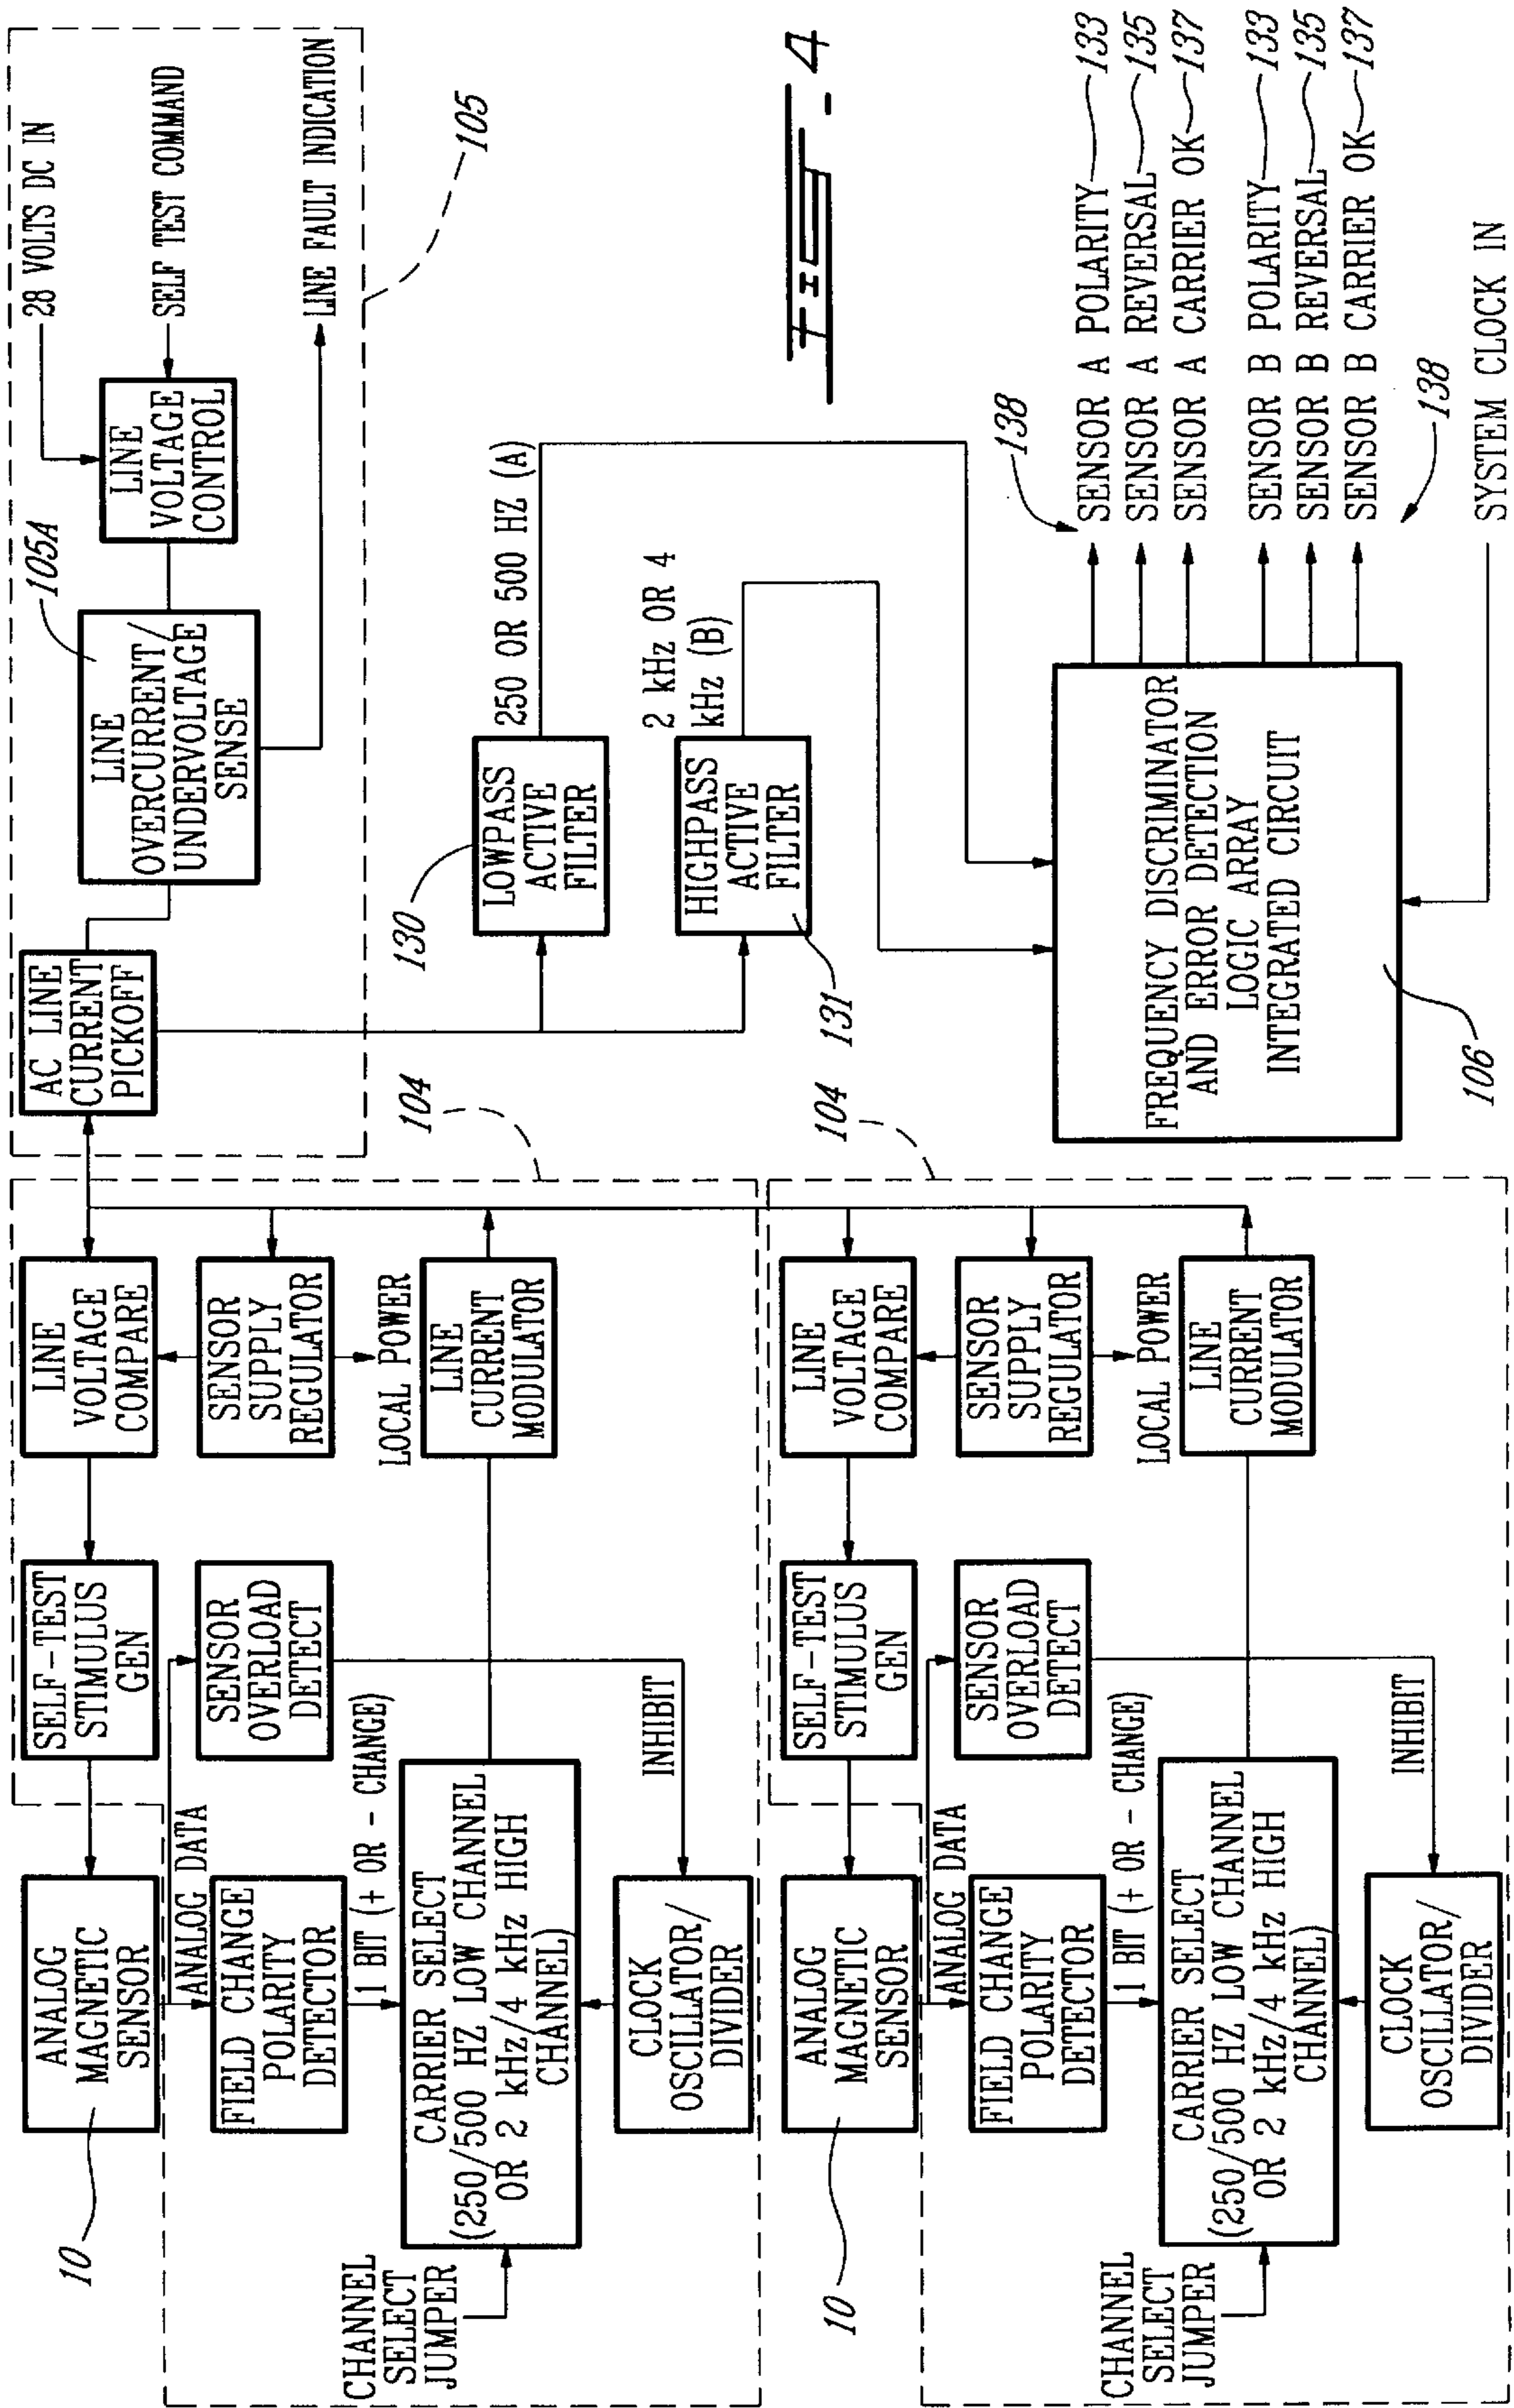 28 VOLTS DC IN
SELF TEST COMMAND
LINE FAULT INDICATION
105
LINE
VOLTAGE
CONTROL
105A
LINE
OVERCURRENT/
UNDERVOLTAGE
SENSE
AC LINE
CURRENT
PICKOFF
130
LOWPASS
ACTIVE
FILTER
250 OR 500 HZ (A)
131
HIGHPASS
ACTIVE
FILTER
2 kHz OR 4
kHz (B)
FIG. - 4
FREQUENCY DISCRIMINATOR
AND ERROR DETECTION
LOGIC ARRAY
INTEGRATED CIRCUIT
106
138
SENSOR A POLARITY 133
SENSOR A REVERSAL 135
SENSOR A CARRIER OK 137
SENSOR B POLARITY 133
SENSOR B REVERSAL 135
SENSOR B CARRIER OK 137
138
SYSTEM CLOCK IN
104
LINE
VOLTAGE
COMPARE
SENSOR
SUPPLY
REGULATOR
LOCAL POWER
LINE
CURRENT
MODULATOR
SELF-TEST
STIMULUS
GEN
SENSOR
OVERLOAD
DETECT
INHIBIT
ANALOG
MAGNETIC
SENSOR
10
ANALOG DATA
FIELD CHANGE
POLARITY
DETECTOR
1 BIT (+ OR - CHANGE)
CARRIER SELECT
(250/500 HZ LOW CHANNEL
OR 2 kHz/4 kHz HIGH
CHANNEL)
CLOCK
OSCILLATOR/
DIVIDER
CHANNEL
SELECT
JUMPER
104
LINE
VOLTAGE
COMPARE
SENSOR
SUPPLY
REGULATOR
LOCAL POWER
LINE
CURRENT
MODULATOR
SELF-TEST
STIMULUS
GEN
SENSOR
OVERLOAD
DETECT
INHIBIT
ANALOG
MAGNETIC
SENSOR
10
ANALOG DATA
FIELD CHANGE
POLARITY
DETECTOR
1 BIT (+ OR - CHANGE)
CARRIER SELECT
(250/500 HZ LOW CHANNEL
OR 2 kHz/4 kHz HIGH
CHANNEL)
CLOCK
OSCILLATOR/
DIVIDER
CHANNEL
SELECT
JUMPER